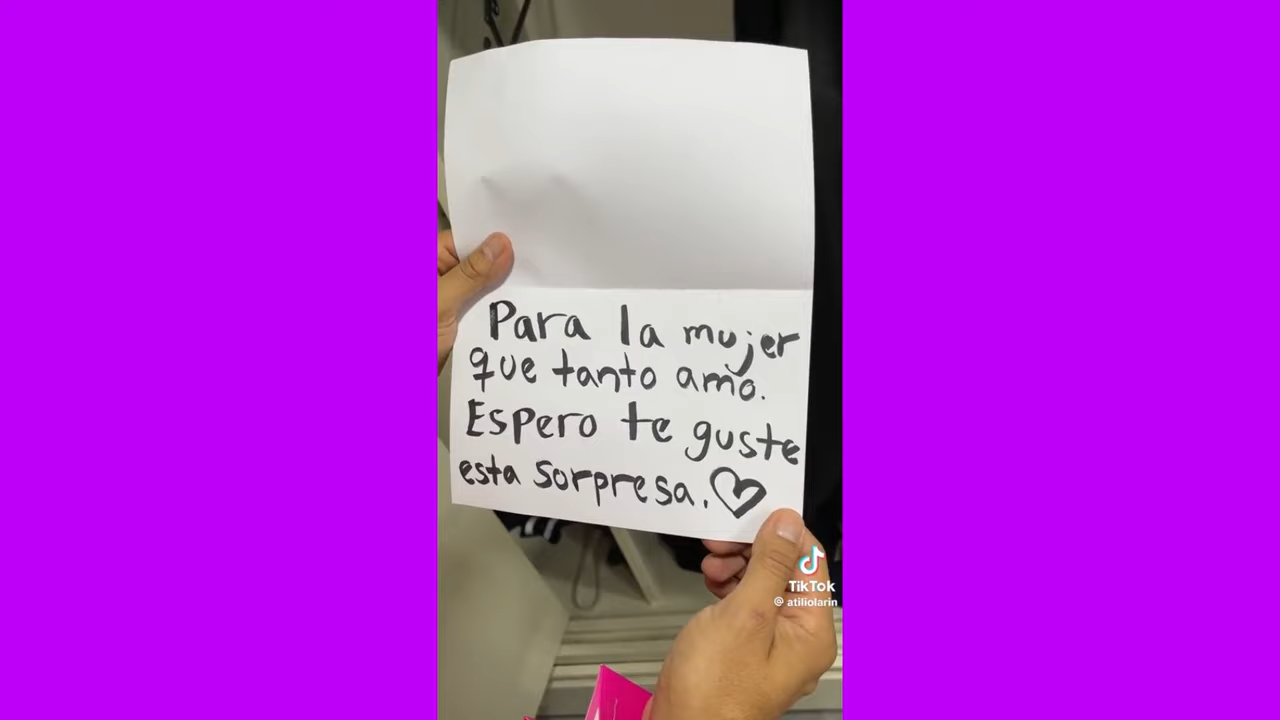 Para la mujer
que tanto amo.
Espero te guste
esta sorpresa.♡
TikTok
@ atiliolarin